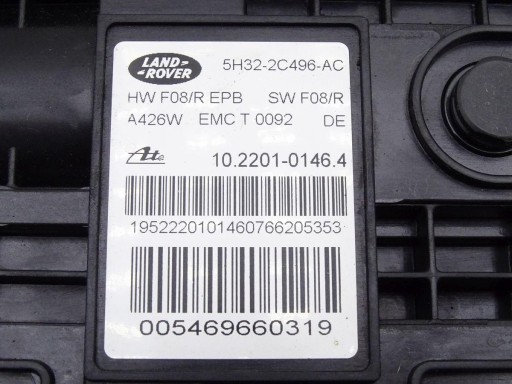 LAND-
-ROVER
5H32-2C496-AC
HW F08/R EPB SW F08/R
A426W EMC T 0092 DE
Ate 10.2201-0146.4
1952220101460766205353
005469660319